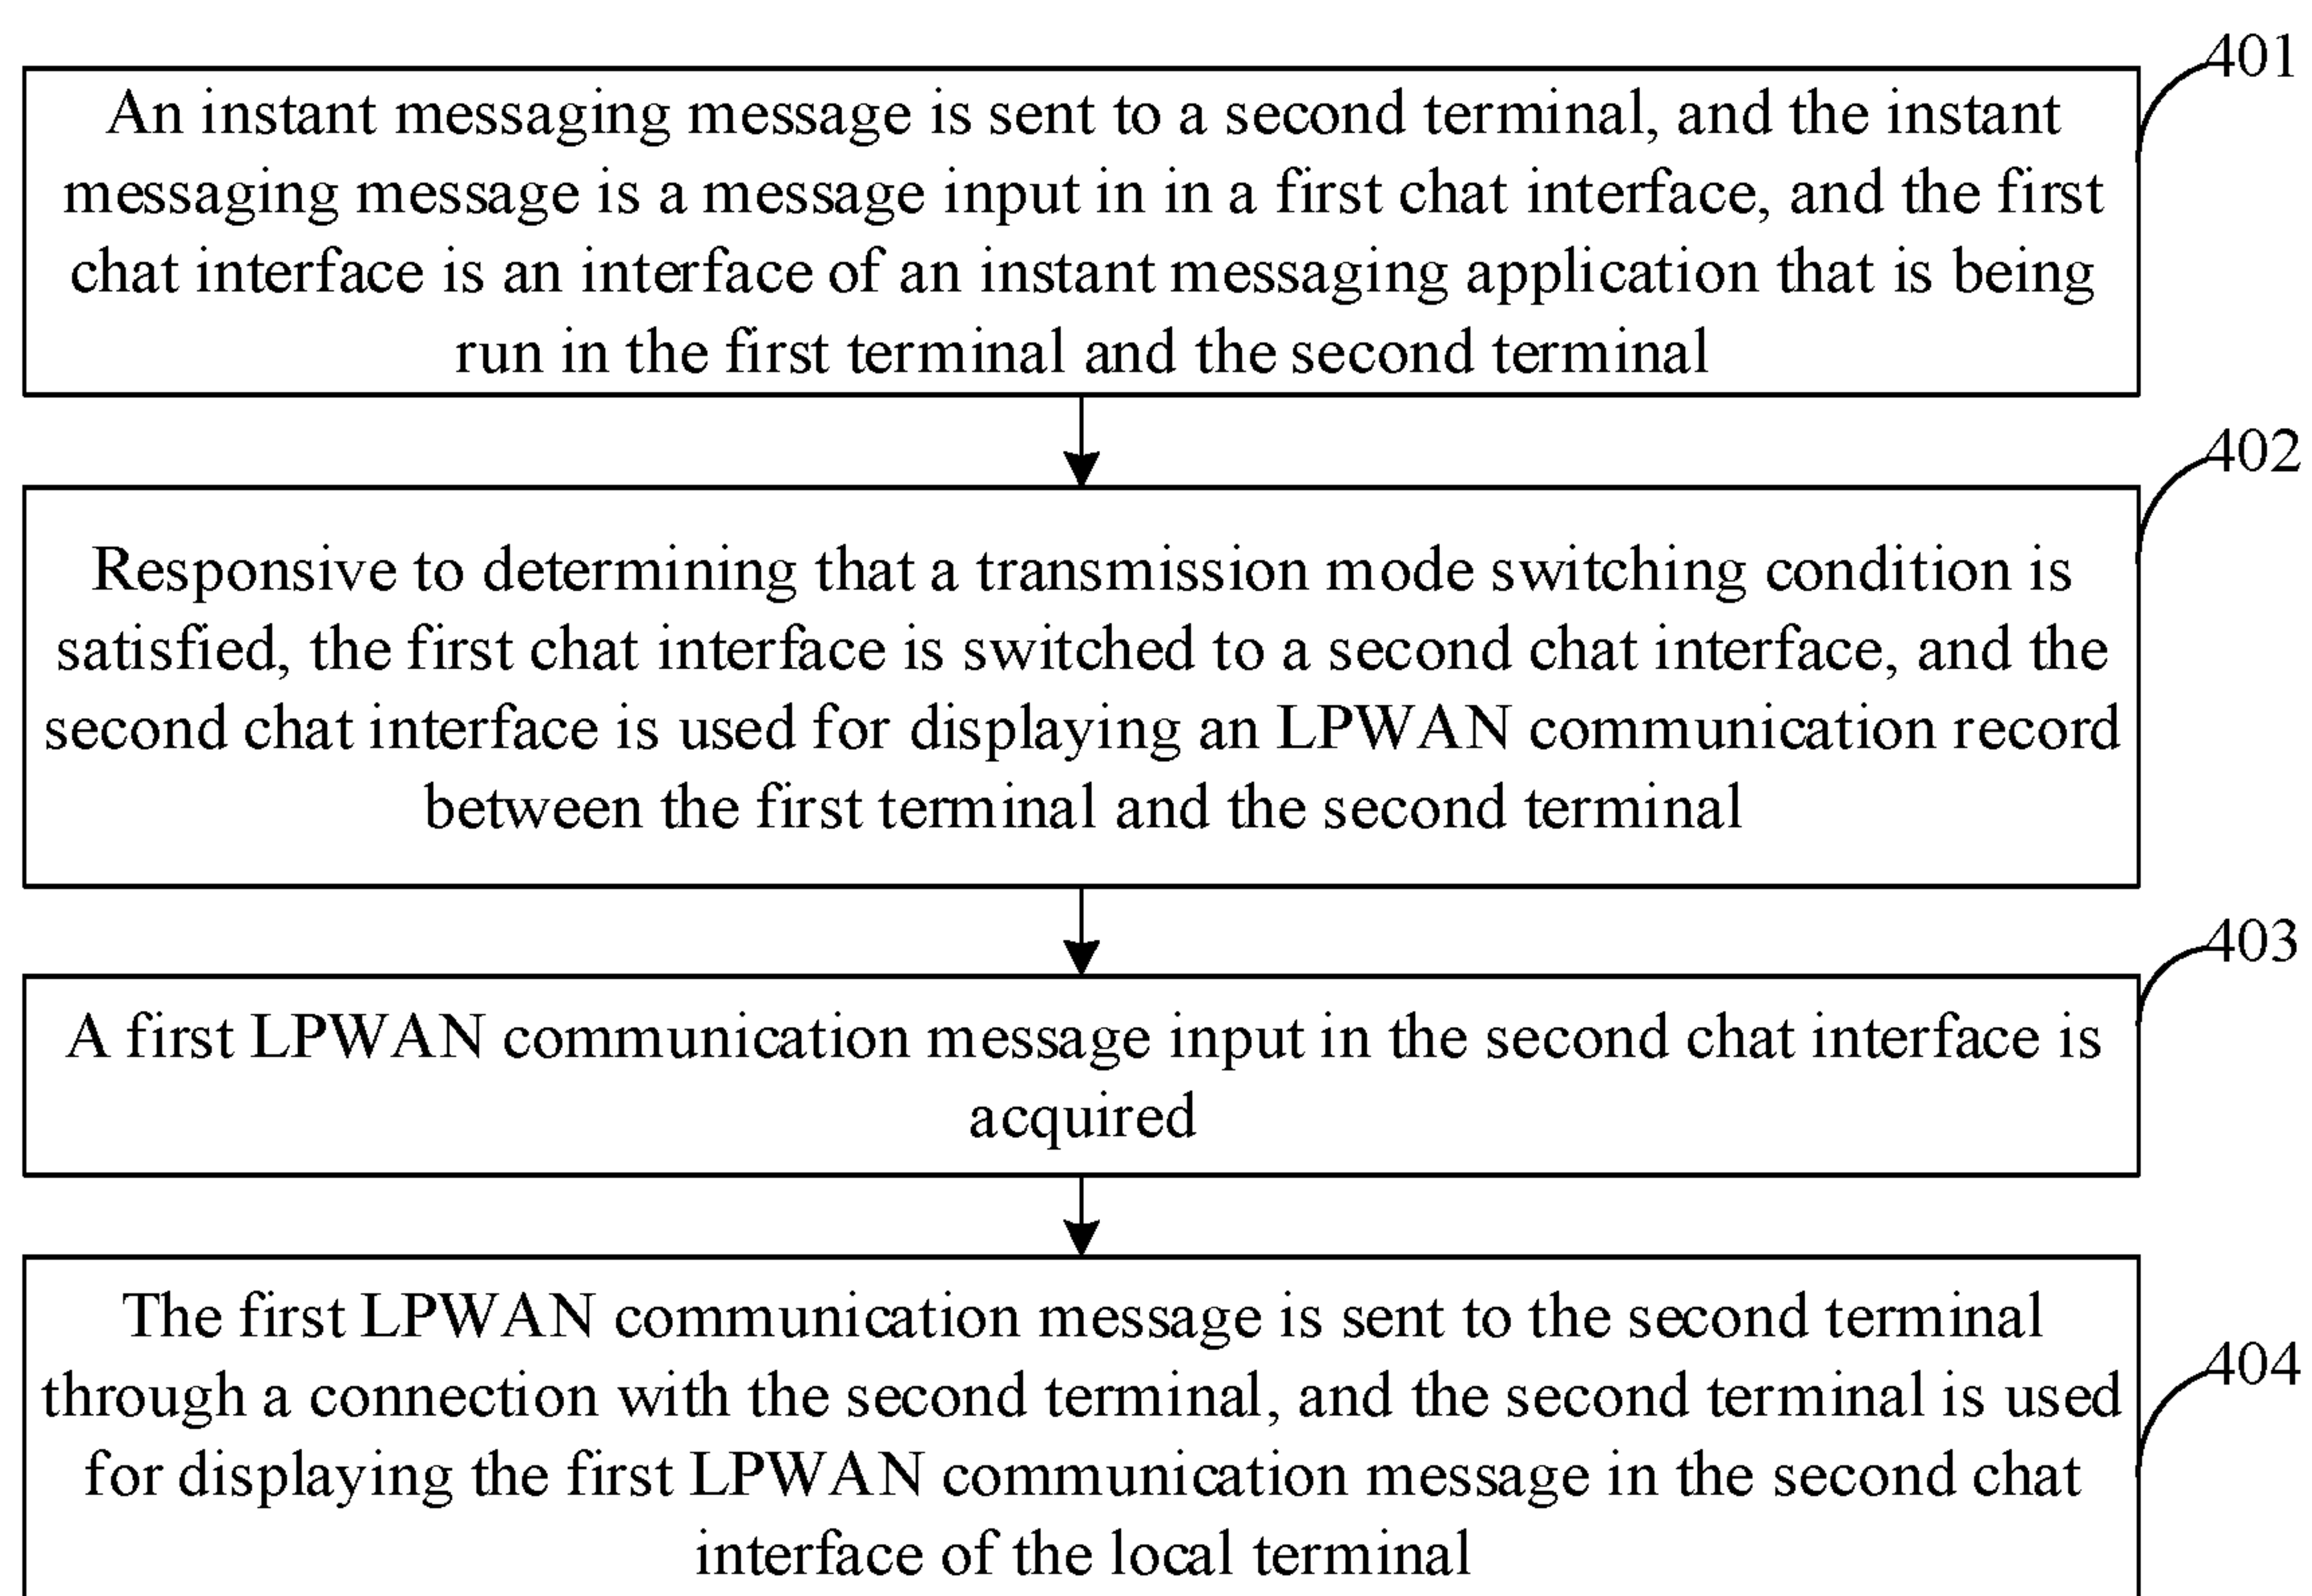 401
An instant messaging message is sent to a second terminal, and the instant
messaging message is a message input in in a first chat interface, and the first
chat interface is an interface of an instant messaging application that is being
run in the first terminal and the second terminal
402
Responsive to determining that a transmission mode switching condition is
satisfied, the first chat interface is switched to a second chat interface, and the
second chat interface is used for displaying an LPWAN communication record
between the first terminal and the second terminal
403
A first LPWAN communication message input in the second chat interface is
acquired
404
The first LPWAN communication message is sent to the second terminal
through a connection with the second terminal, and the second terminal is used
for displaying the first LPWAN communication message in the second chat
interface of the local terminal